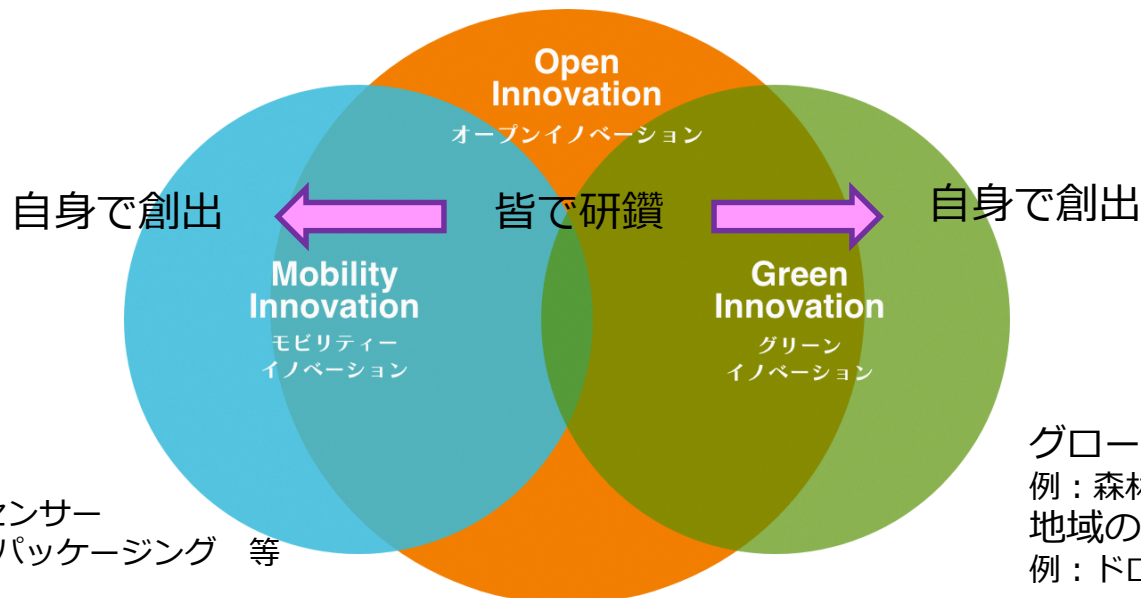 Open
Innovation
オープンイノベーション
自身で創出
皆で研鑽
自身で創出
Mobility
Innovation
モビリティー
イノベーション
Green
Innovation
グリーン
イノベーション
センサー
パッケージング 等
グロー
例：森林
地域の
例：ドロ